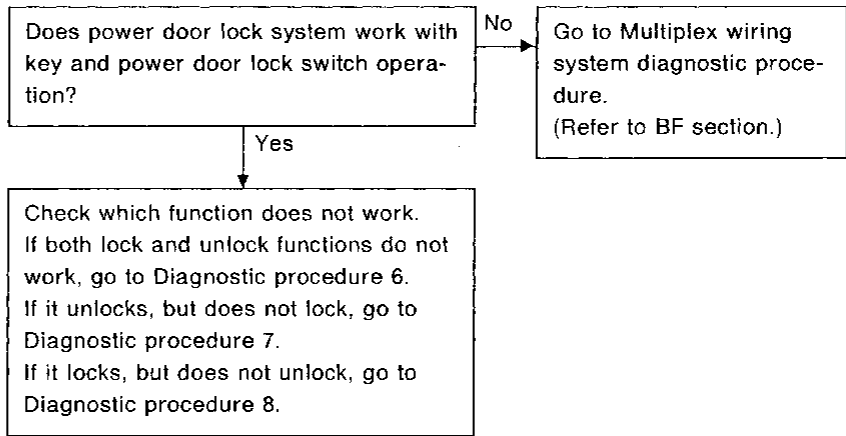 Does power door lock system work with
key and power door lock switch opera-
tion?
No
Go to Multiplex wiring
system diagnostic proce-
dure.
(Refer to BF section.)
Yes
Check which function does not work.
If both lock and unlock functions do not
work, go to Diagnostic procedure 6.
If it unlocks, but does not lock, go to
Diagnostic procedure 7.
If it locks, but does not unlock, go to
Diagnostic procedure 8.